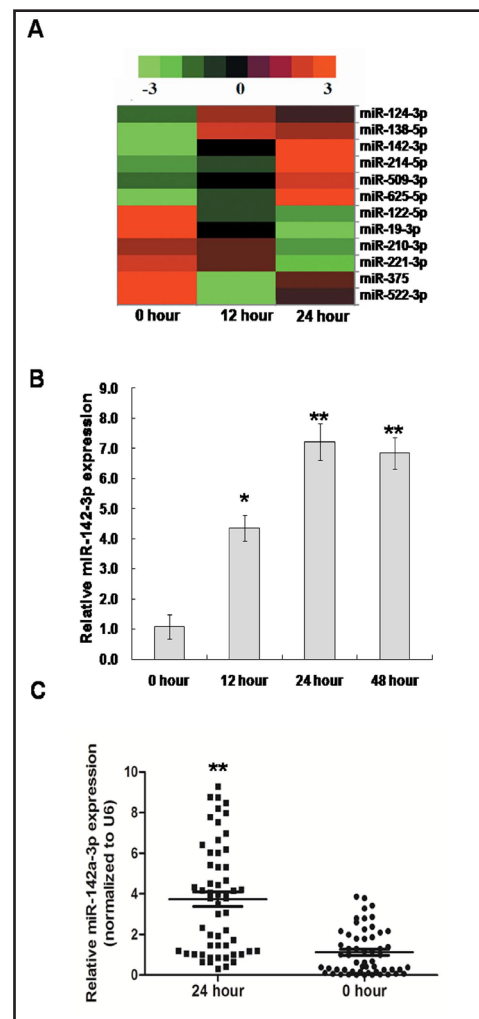 A
-3 0 3
miR-124-3p
miR-138-5p
miR-142-3p
miR-214-5p
miR-509-3p
miR-625-5p
miR-122-5p
miR-19-3p
miR-210-3p
miR-221-3p
miR-375
miR-522-3p
0 hour 12 hour 24 hour
B
Relative miR-142-3p expression
9.0
8.0
7.0
6.0
5.0
4.0
3.0
2.0
1.0
0.0
*
**
**
0 hour 12 hour 24 hour 48 hour
C
Relative miR-142a-3p expression
(normalized to U6)
10
8
6
4
2
0
**
24 hour 0 hour